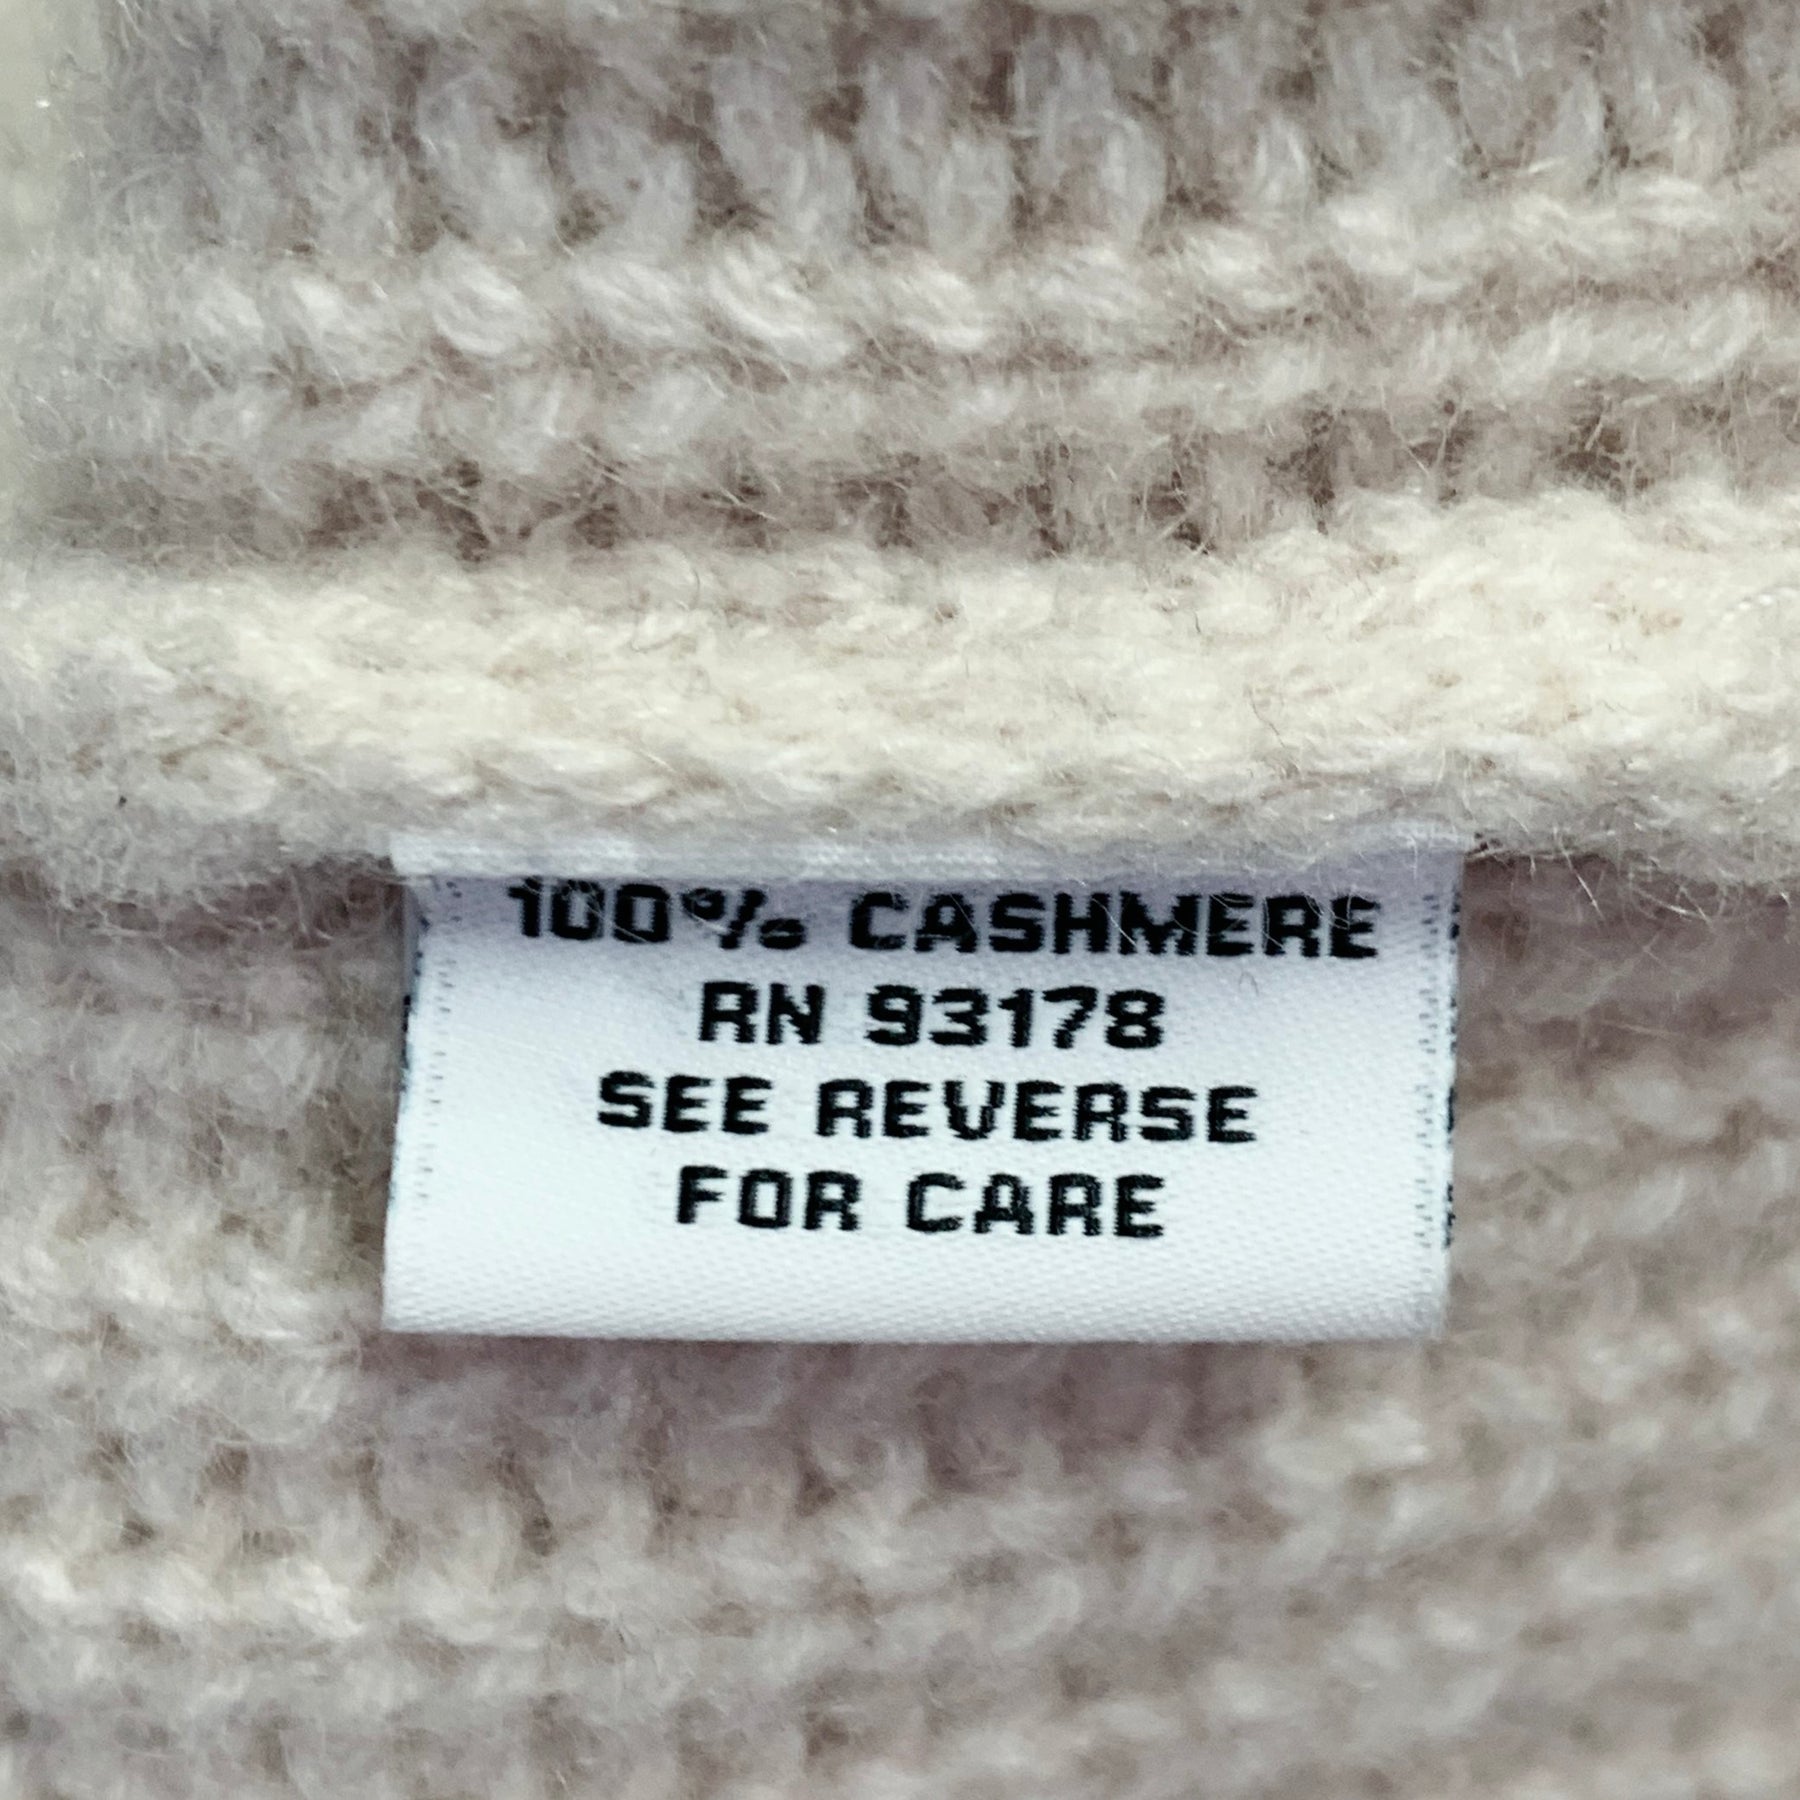 100% CASHMERE
RN 93178
SEE REVERSE
FOR CARE